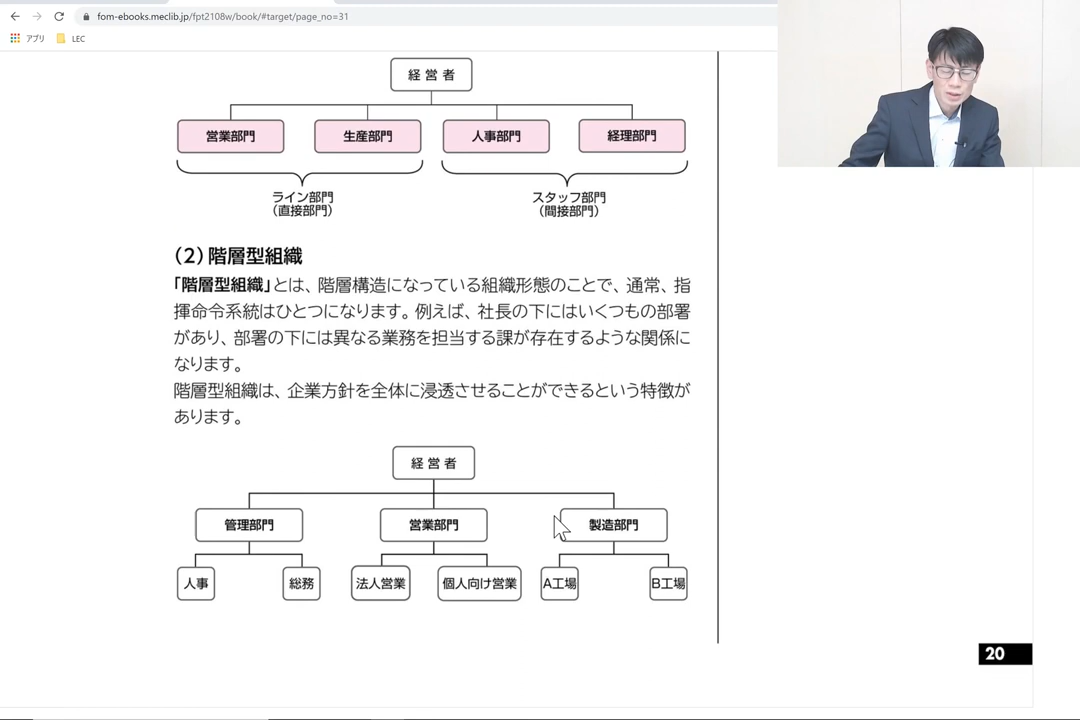 fom-ebooks.meclib.jp/fpt2108w/book/#target/page_no=31
アプリ LEC
経営者
営業部門 生産部門 人事部門 経理部門
ライン部門 スタッフ部門
（直接部門） （間接部門）
（2）階層型組織
「階層型組織」とは、階層構造になっている組織形態のことで、通常、指
揮命令系統はひとつになります。例えば、社長の下にはいくつもの部署
があり、部署の下には異なる業務を担当する課が存在するような関係に
なります。
階層型組織は、企業方針を全体に浸透させることができるという特徴が
あります。
経営者
管理部門 営業部門 製造部門
人事 総務 法人営業 個人向け営業 A工場 B工場
20